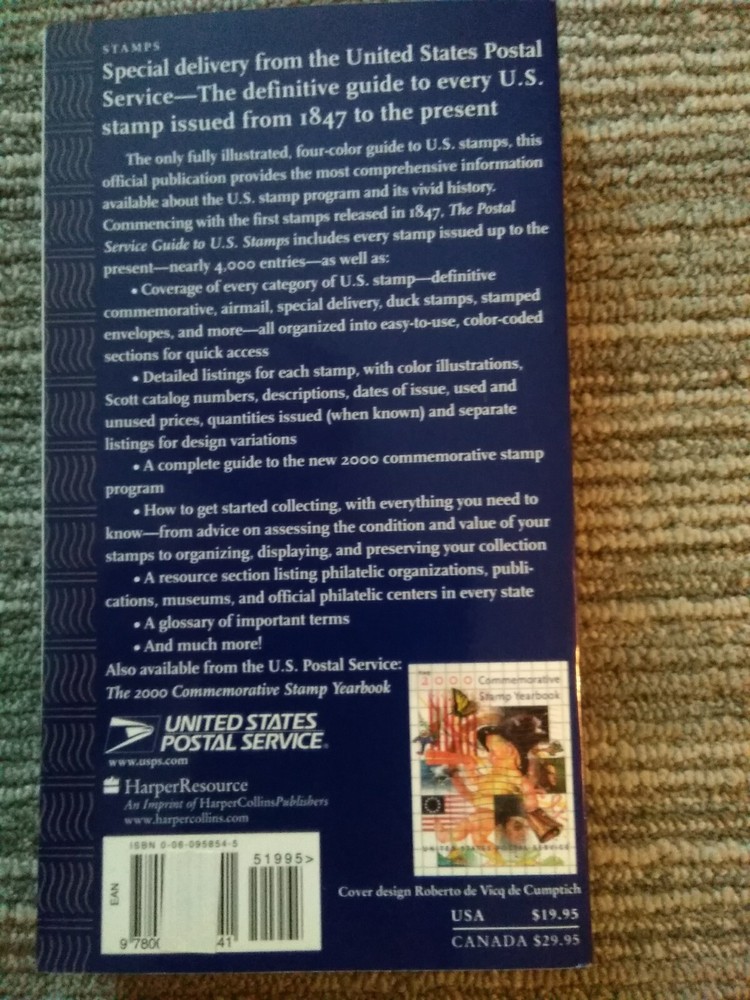 STAMPS
Special delivery from the United States Postal
Service—The definitive guide to every U.S.
stamp issued from 1847 to the present
The only fully illustrated, four-color guide to U.S. stamps, this
official publication provides the most comprehensive information
available about the U.S. stamp program and its vivid history.
Commencing with the first stamps released in 1847, The Postal
Service Guide to U.S. Stamps includes every stamp issued up to the
present—nearly 4,000 entries—as well as:
• Coverage of every category of U.S. stamp—definitive
commemorative, airmail, special delivery, duck stamps, stamped
envelopes, and more—all organized into easy-to-use, color-coded
sections for quick access
• Detailed listings for each stamp, with color illustrations,
Scott catalog numbers, descriptions, dates of issue, used and
unused prices, quantities issued (when known) and separate
listings for design variations
• A complete guide to the new 2000 commemorative stamp
program
• How to get started collecting, with everything you need to
know—from advice on assessing the condition and value of your
stamps to organizing, displaying, and preserving your collection
• A resource section listing philatelic organizations, publi-
cations, museums, and official philatelic centers in every state
• A glossary of important terms
• And much more!
Also available from the U.S. Postal Service:
The 2000 Commemorative Stamp Yearbook
THE
2000 Commemorative
Stamp Yearbook
UNITED STATES POSTAL SERVICE
UNITED STATES
POSTAL SERVICE®
www.usps.com
HarperResource
An Imprint of HarperCollinsPublishers
www.harpercollins.com
ISBN 0-06-095854-5
51995>
EAN
9 780
41
Cover design Roberto de Vicq de Cumptich
USA $19.95
CANADA $29.95